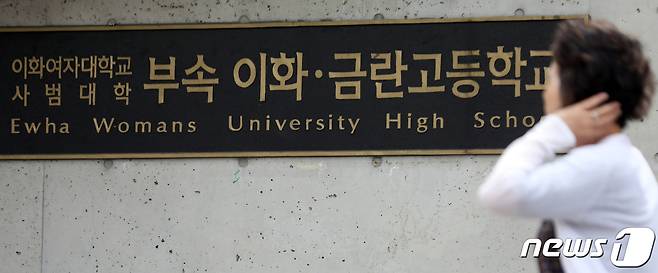 이화여자대학교
사범대학
부속 이화·금란고등학교
Ewha Womans University High Schoo
news1